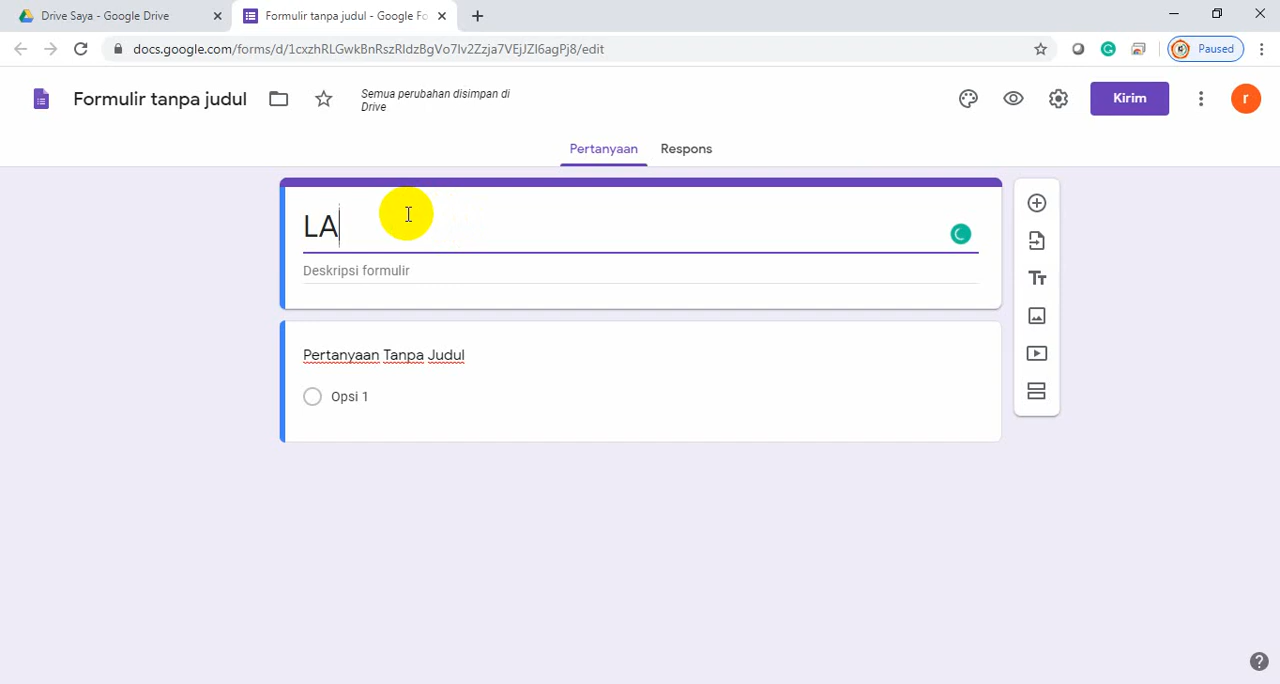 Drive Saya - Google Drive
Formulir tanpa judul - Google Fo
docs.google.com/forms/d/1cxzhRLGwkBnRszRIdzBgVo7Iv2Zzja7VEjJZI6agPj8/edit
Paused
Formulir tanpa judul
Semua perubahan disimpan di
Drive
Kirim
r
Pertanyaan
Respons
LA
Deskripsi formulir
Pertanyaan Tanpa Judul
Opsi 1